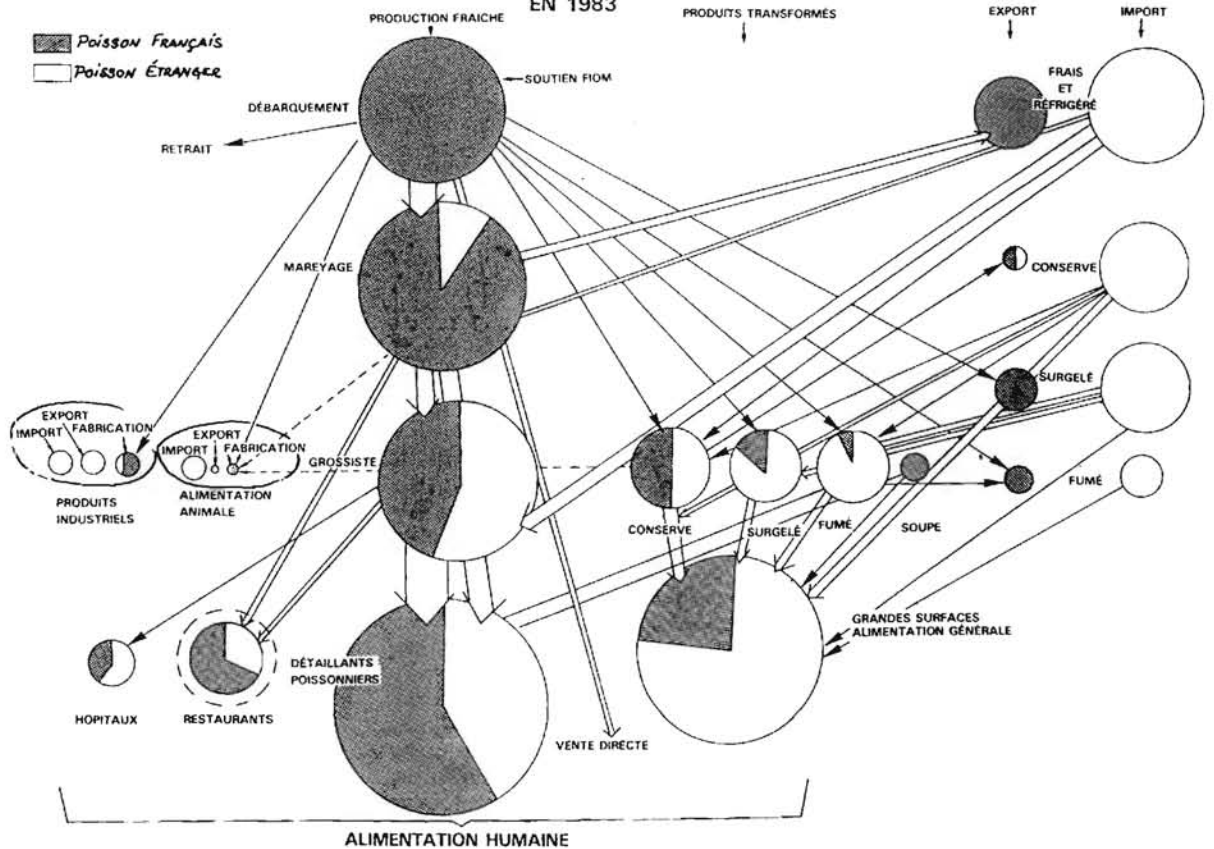 EN 1983
PRODUCTION FRAICHE
PRODUITS TRANSFORMÉS
EXPORT
IMPORT
POISSON FRANÇAIS
POISSON ÉTRANGER
SOUTIEN FIOM
DÉBARQUEMENT
RETRAIT
FRAIS
ET
RÉFRIGÉRÉ
MAREYAGE
CONSERVE
SURGELÉ
EXPORT
IMPORT
FABRICATION
EXPORT
IMPORT
FABRICATION
GROSSISTE
PRODUITS
INDUSTRIELS
ALIMENTATION
ANIMALE
FUMÉ
CONSERVE
SURGELÉ
FUMÉ
SOUPE
GRANDES SURFACES
ALIMENTATION GÉNÉRALE
DÉTAILLANTS
POISSONNIERS
HOPITAUX
RESTAURANTS
VENTE DIRECTE
ALIMENTATION HUMAINE